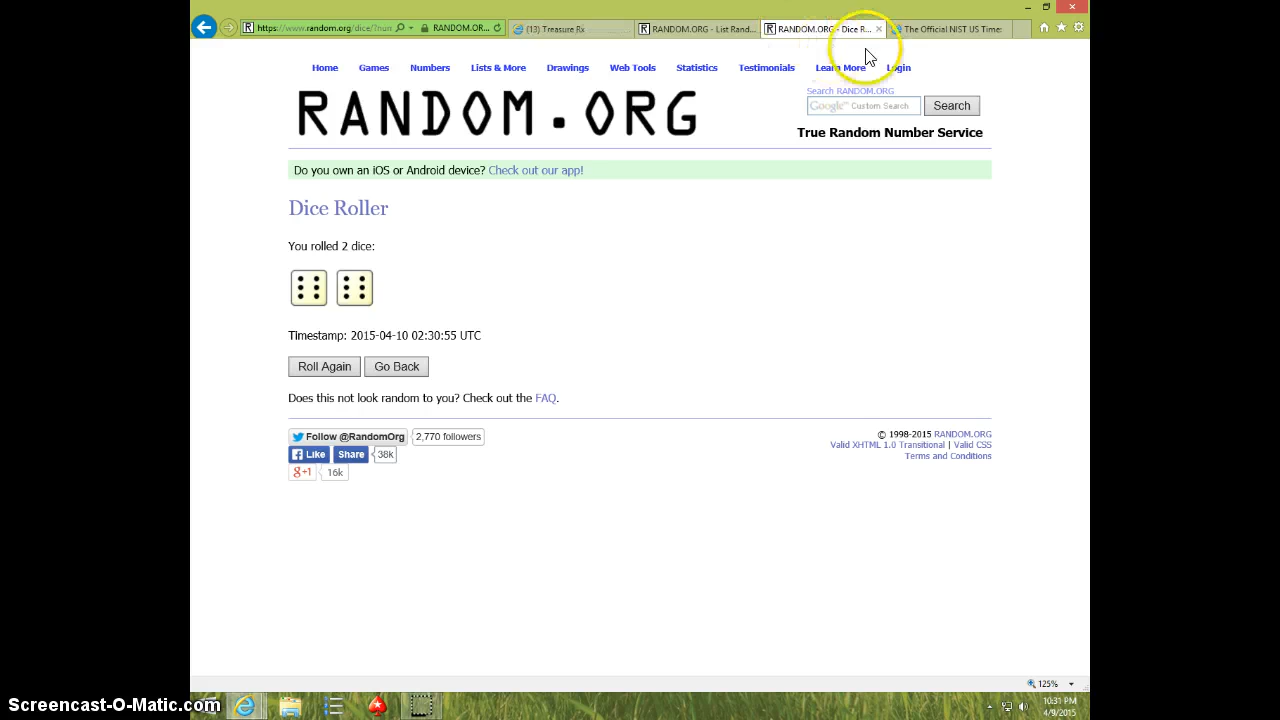 https://www.random.org/dice/?num
RANDOM.OR...
(13) Treasure Rx
RANDOM.ORG - List Rand...
RANDOM.ORG - Dice R...
The Official NIST US Time:
Home Games Numbers Lists & More Drawings Web Tools Statistics Testimonials Learn More Login
Search RANDOM.ORG
Google™ Custom Search
Search
RANDOM.ORG
True Random Number Service
Do you own an iOS or Android device? Check out our app!
Dice Roller
You rolled 2 dice:
Timestamp: 2015-04-10 02:30:55 UTC
Roll Again Go Back
Does this not look random to you? Check out the FAQ.
Follow @RandomOrg 2,770 followers
Like Share 38k
g+1 16k
© 1998-2015 RANDOM.ORG
Valid XHTML 1.0 Transitional | Valid CSS
Terms and Conditions
125%
10:31 PM
4/9/2015
Screencast-O-Matic.com